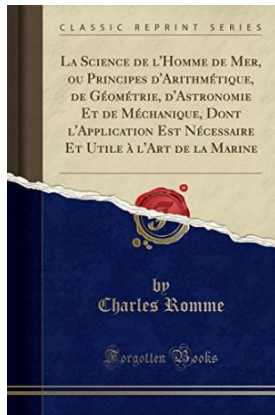 CLASSIC REPRINT SERIES
La Science de l'Homme de Mer,
ou Principes d'Arithmétique,
de Géométrie, d'Astronomie
Et de Méchanique, Dont
l'Application Est Nécessaire
Et Utile à l'Art de la Marine
by
Charles Romme
Forgotten Books